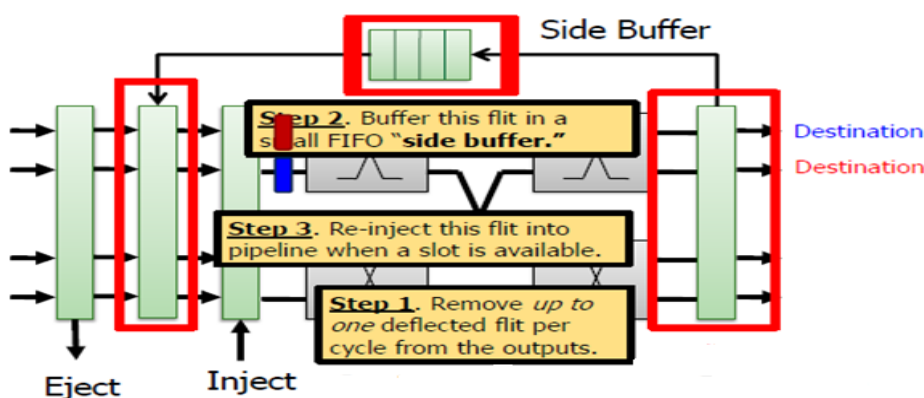 Side Buffer
Step 2. Buffer this flit in a
small FIFO “side buffer.”
Destination
Destination
Step 3. Re-inject this flit into
pipeline when a slot is available.
Step 1. Remove up to
one deflected flit per
cycle from the outputs.
Eject
Inject